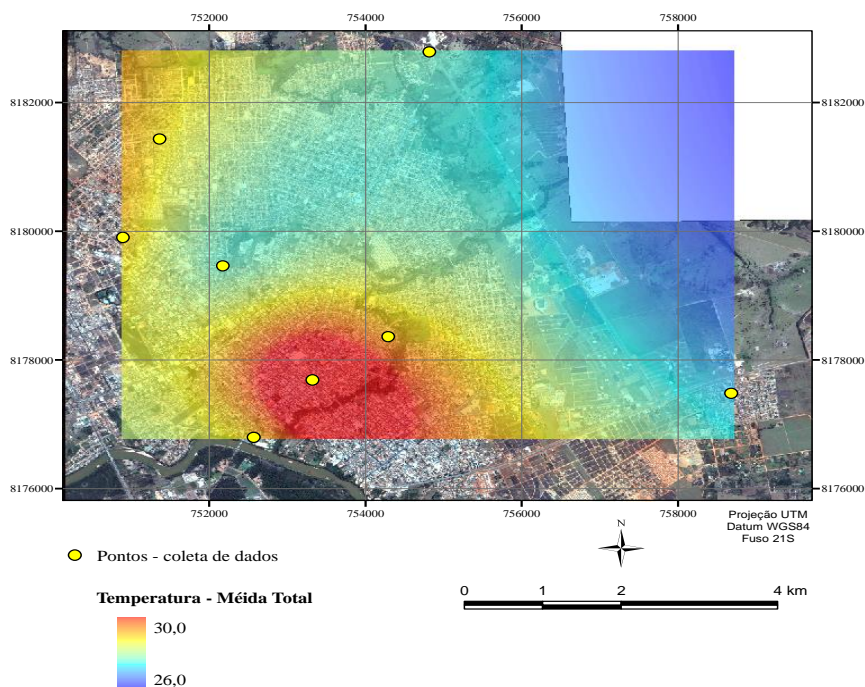 752000 754000 756000 758000
8182000 8182000
8180000 8180000
8178000 8178000
8176000 8176000
752000 754000 756000 758000
Projeção UTM
Datum WGS84
Fuso 21S
N
Pontos - coleta de dados
Temperatura - Méida Total
30,0
26,0
0 1 2 4 km